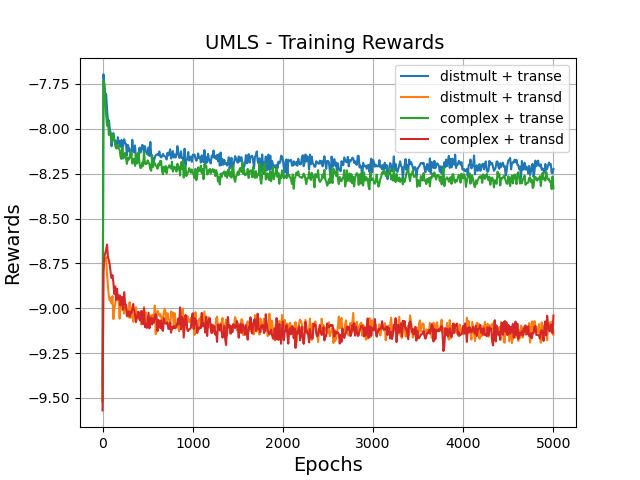 UMLS - Training Rewards
distmult + transe
distmult + transd
complex + transe
complex + transd
Rewards
−7.75
−8.00
−8.25
−8.50
−8.75
−9.00
−9.25
−9.50
0 1000 2000 3000 4000 5000
Epochs